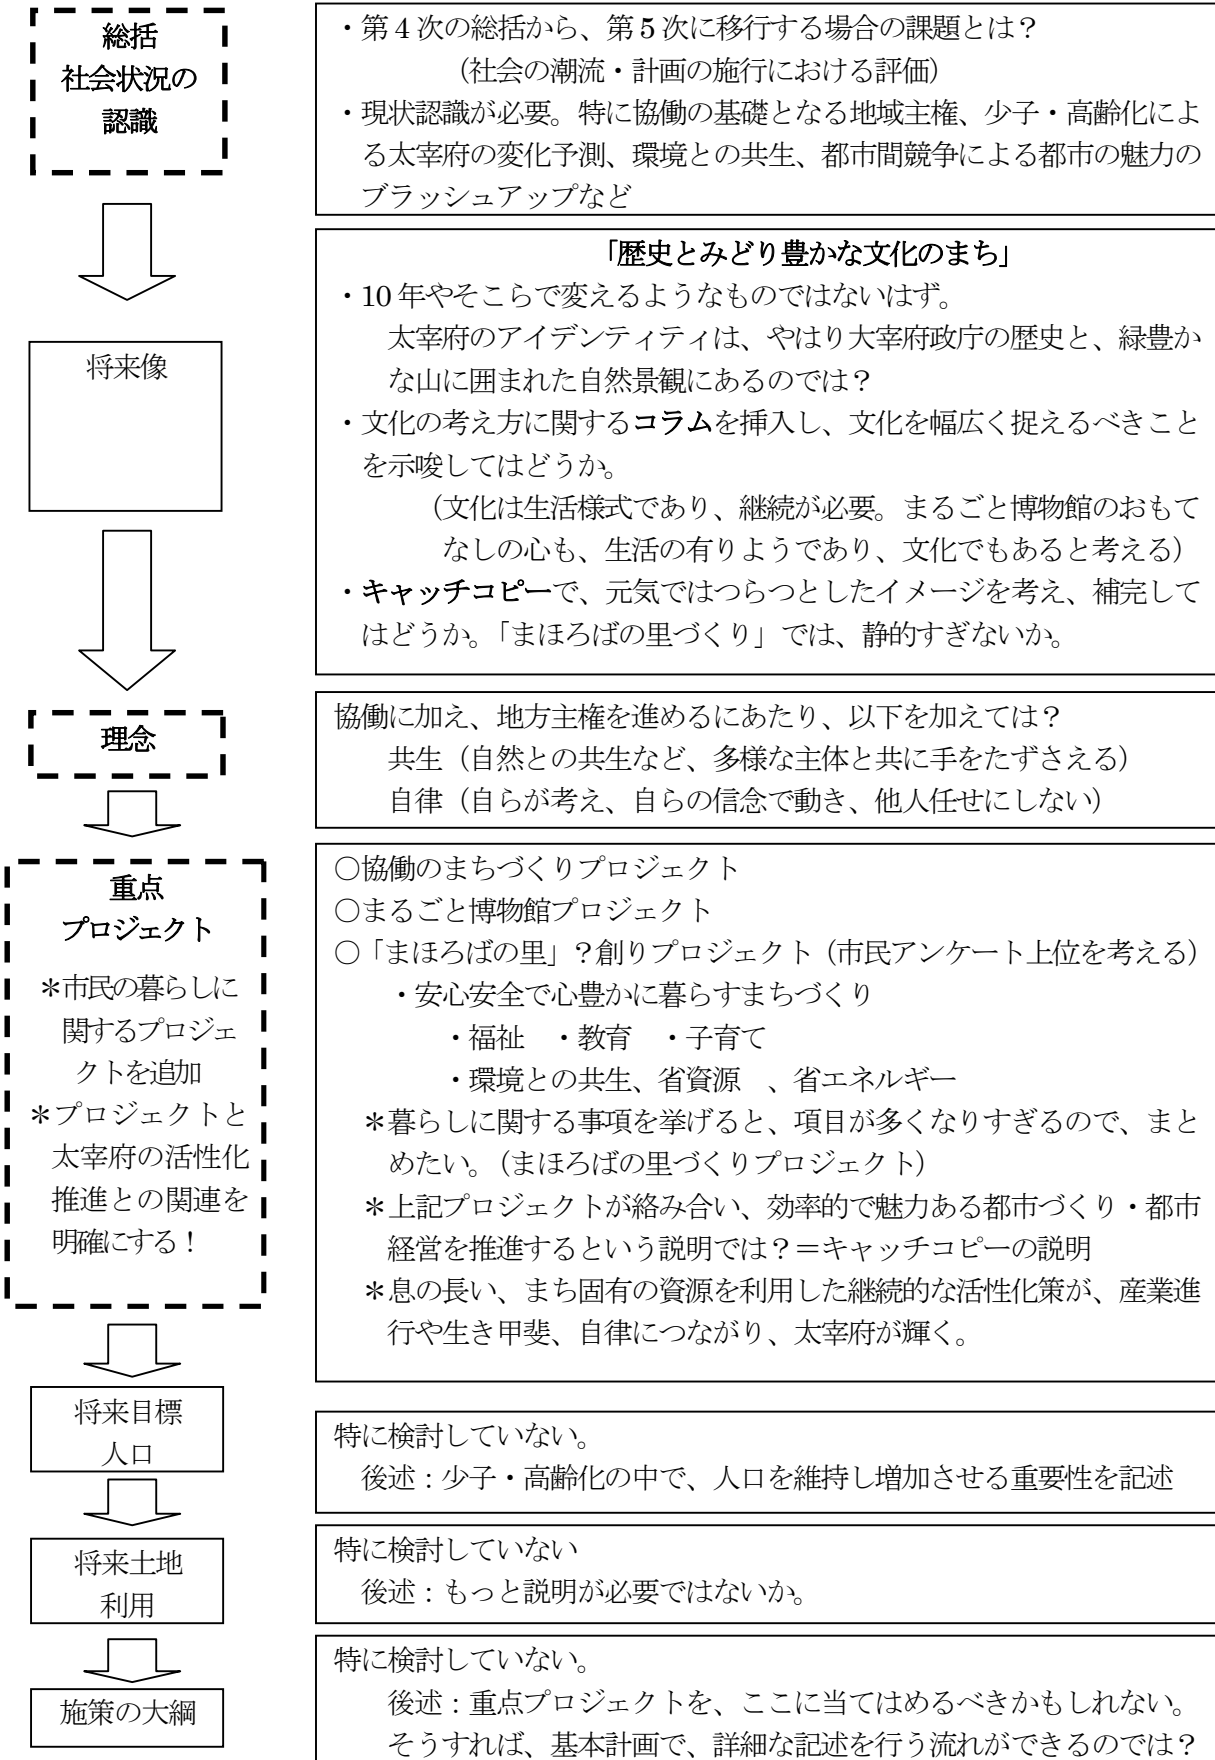 総括
社会状況の
認識
・第４次の総括から、第５次に移行する場合の課題とは？
（社会の潮流・計画の施行における評価）
・現状認識が必要。特に協働の基礎となる地域主権、少子・高齢化によ
る太宰府の変化予測、環境との共生、都市間競争による都市の魅力の
ブラッシュアップなど
将来像
「歴史とみどり豊かな文化のまち」
・10 年やそこらで変えるようなものではないはず。
太宰府のアイデンティティは、やはり大宰府政庁の歴史と、緑豊か
な山に囲まれた自然景観にあるのでは？
・文化の考え方に関するコラムを挿入し、文化を幅広く捉えるべきこと
を示唆してはどうか。
（文化は生活様式であり、継続が必要。まるごと博物館のおもて
なしの心も、生活の有りようであり、文化でもあると考える）
・キャッチコピーで、元気ではつらつとしたイメージを考え、補完して
はどうか。「まほろばの里づくり」では、静的すぎないか。
理念
協働に加え、地方主権を進めるにあたり、以下を加えては？
共生（自然との共生など、多様な主体と共に手をたずさえる）
自律（自らが考え、自らの信念で動き、他人任せにしない）
重点
プロジェクト
＊市民の暮らしに
関するプロジェ
クトを追加
＊プロジェクトと
太宰府の活性化
推進との関連を
明確にする！
○協働のまちづくりプロジェクト
○まるごと博物館プロジェクト
○「まほろばの里」？創りプロジェクト（市民アンケート上位を考える）
・安心安全で心豊かに暮らすまちづくり
・福祉　・教育　・子育て
・環境との共生、省資源　、省エネルギー
＊暮らしに関する事項を挙げると、項目が多くなりすぎるので、まと
めたい。（まほろばの里づくりプロジェクト）
＊上記プロジェクトが絡み合い、効率的で魅力ある都市づくり・都市
経営を推進するという説明では？＝キャッチコピーの説明
＊息の長い、まち固有の資源を利用した継続的な活性化策が、産業進
行や生き甲斐、自律につながり、太宰府が輝く。
将来目標
人口
特に検討していない。
後述：少子・高齢化の中で、人口を維持し増加させる重要性を記述
将来土地
利用
特に検討していない
後述：もっと説明が必要ではないか。
施策の大綱
特に検討していない。
後述：重点プロジェクトを、ここに当てはめるべきかもしれない。
そうすれば、基本計画で、詳細な記述を行う流れができるのでは？